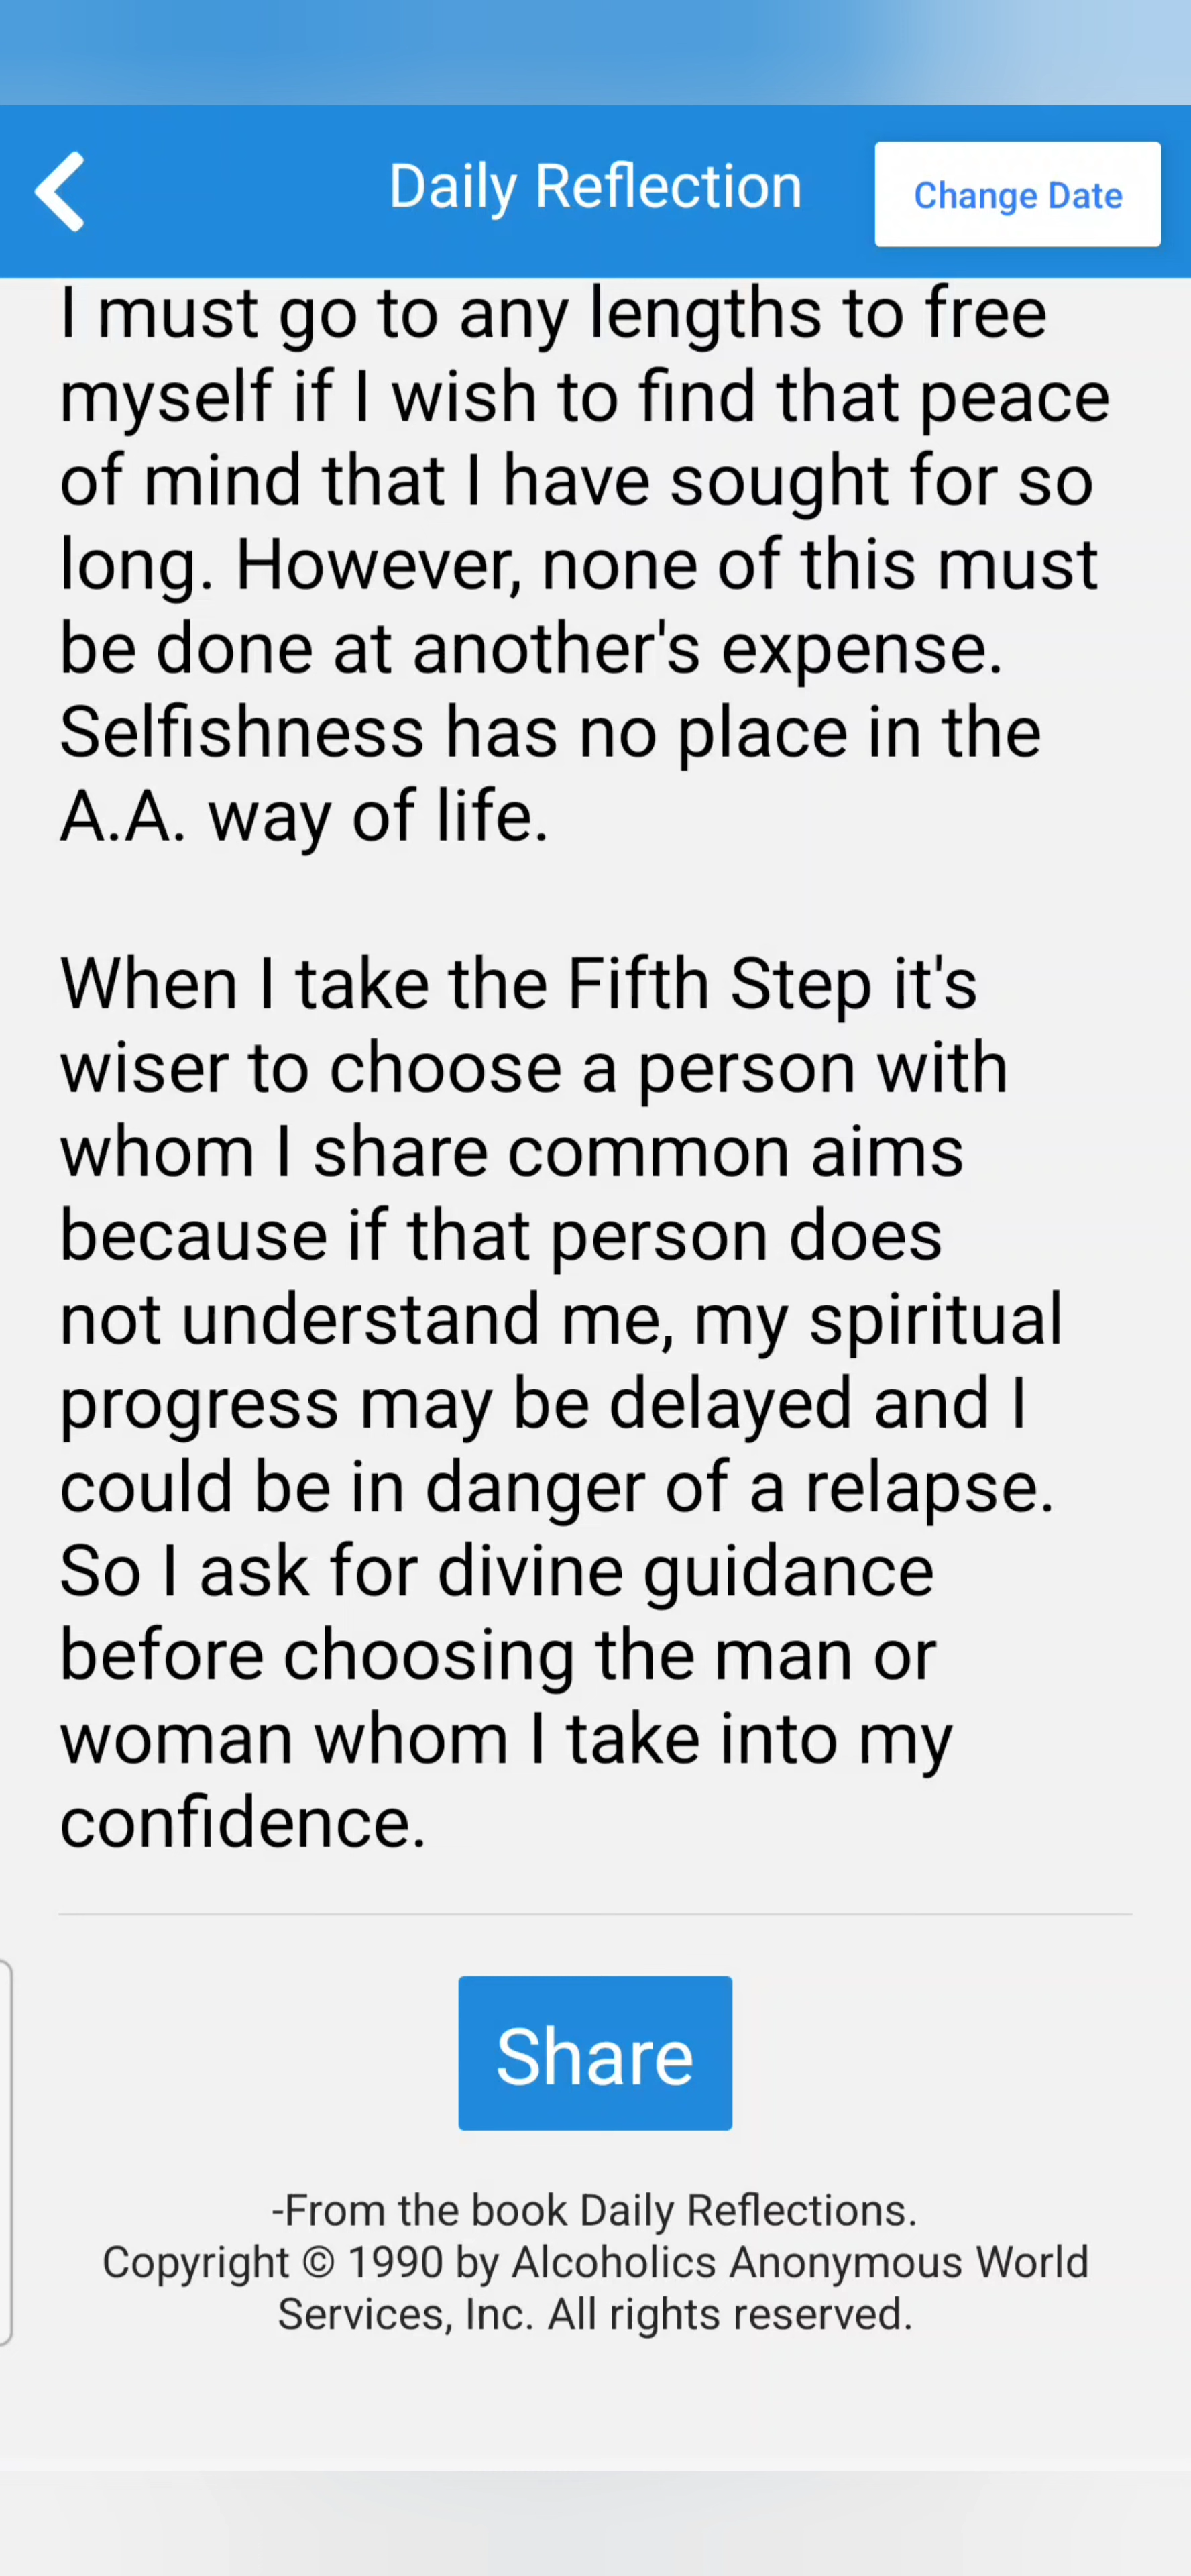 Daily Reflection
Change Date
I must go to any lengths to free
myself if I wish to find that peace
of mind that I have sought for so
long. However, none of this must
be done at another's expense.
Selfishness has no place in the
A.A. way of life.
When I take the Fifth Step it's
wiser to choose a person with
whom I share common aims
because if that person does
not understand me, my spiritual
progress may be delayed and I
could be in danger of a relapse.
So I ask for divine guidance
before choosing the man or
woman whom I take into my
confidence.
Share
-From the book Daily Reflections.
Copyright © 1990 by Alcoholics Anonymous World
Services, Inc. All rights reserved.